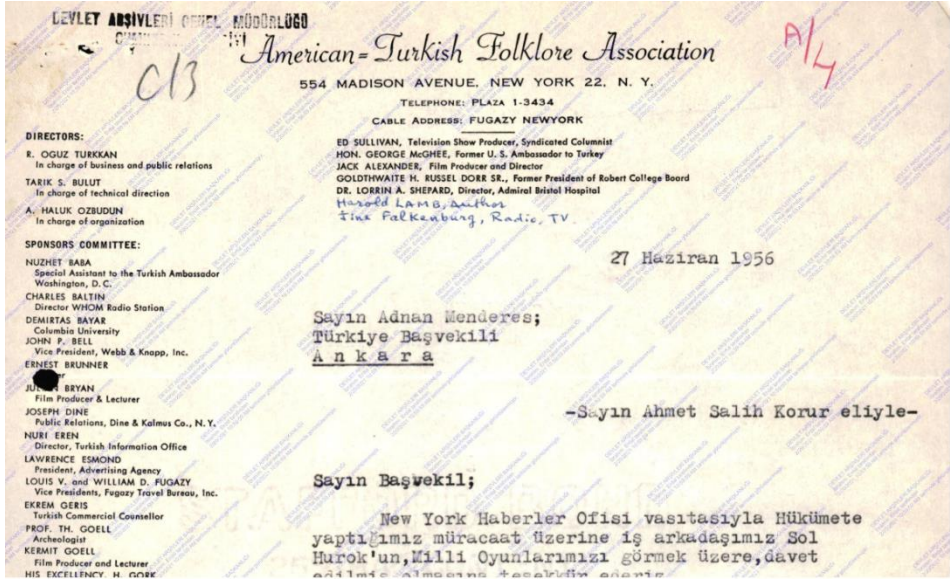 DEVLET ARŞİVLERİ GENEL MÜDÜRLÜĞÜ
C/3
A/4
American=Turkish Folklore Association
554 MADISON AVENUE, NEW YORK 22, N. Y.
TELEPHONE: PLAZA 1-3434
CABLE ADDRESS: FUGAZY NEWYORK
ED SULLIVAN, Television Show Producer, Syndicated Columnist
HON. GEORGE McGHEE, Former U. S. Ambassador to Turkey
JACK ALEXANDER, Film Producer and Director
GOLDTHWAITE H. RUSSEL DORR SR., Former President of Robert College Board
DR. LORRIN A. SHEPARD, Director, Admiral Bristol Hospital
Harold LAMB, Author
Jinx Falkenburg, Radio, TV.
DIRECTORS:
R. OGUZ TURKKAN
In charge of business and public relations
TARIK S. BULUT
In charge of technical direction
A. HALUK OZBUDUN
In charge of organization
SPONSORS COMMITTEE:
NUZHET BABA
Special Assistant to the Turkish Ambassador
Washington, D. C.
CHARLES BALTIN
Director WHOM Radio Station
DEMIRTAS BAYAR
Columbia University
JOHN P. BELL
Vice President, Webb & Knapp, Inc.
ERNEST BRUNNER
BRYAN
Film Producer & Lecturer
JOSEPH DINE
Public Relations, Dine & Kalmus Co., N. Y.
NURI EREN
Director, Turkish Information Office
LAWRENCE ESMOND
President, Advertising Agency
LOUIS V. and WILLIAM D. FUGAZY
Vice Presidents, Fugazy Travel Bureau, Inc.
EKREM GERIS
Turkish Commercial Counsellor
PROF. TH. GOELL
Archeologist
KERMIT GOELL
Film Producer and Lecturer
HIS EXCELLENCY, H. GORK
27 Haziran 1956
Sayın Adnan Menderes;
Türkiye Başvekili
A n k a r a
-Sayın Ahmet Salih Korur eliyle-
Sayın Başvekil;
New York Haberler Ofisi vasıtasıyla Hükümete
yaptığımız müracaat üzerine iş arkadaşımız Sol
Hurok'un,Milli Oyunlarımızı görmek üzere,davet
edilmiş olmasına teşekkür ederiz